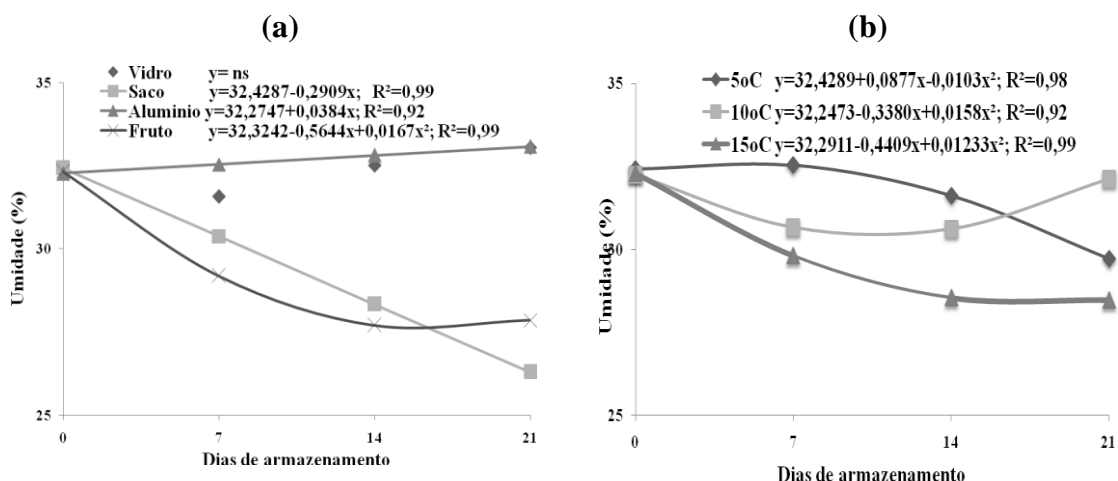 (a)
35
Vidro y= ns
Saco y=32,4287-0,2909x; R²=0,99
Aluminio y=32,2747+0,0384x; R²=0,92
Fruto y=32,3242-0,5644x+0,0167x²; R²=0,99
Umidade (%)
30
25
0 7 14 21
Dias de armazenamento
(b)
35
5oC y=32,4289+0,0877x-0,0103x²; R²=0,98
10oC y=32,2473-0,3380x+0,0158x²; R²=0,92
15oC y=32,2911-0,4409x+0,01233x²; R²=0,99
Umidade (%)
30
25
0 7 14 21
Dias de armazenamento